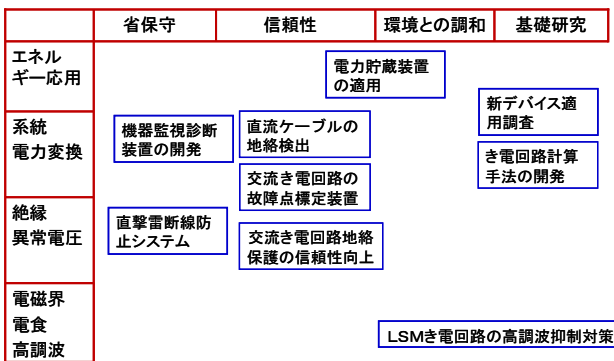 省保守
信頼性
環境との調和
基礎研究
エネル
ギー応用
電力貯蔵装置
の適用
系統
電力変換
機器監視診断
装置の開発
直流ケーブルの
地絡検出
交流き電回路の
故障点標定装置
新デバイス適
用調査
き電回路計算
手法の開発
絶縁
異常電圧
直撃雷断線防
止システム
交流き電回路地絡
保護の信頼性向上
電磁界
電食
高調波
LSMき電回路の高調波抑制対策